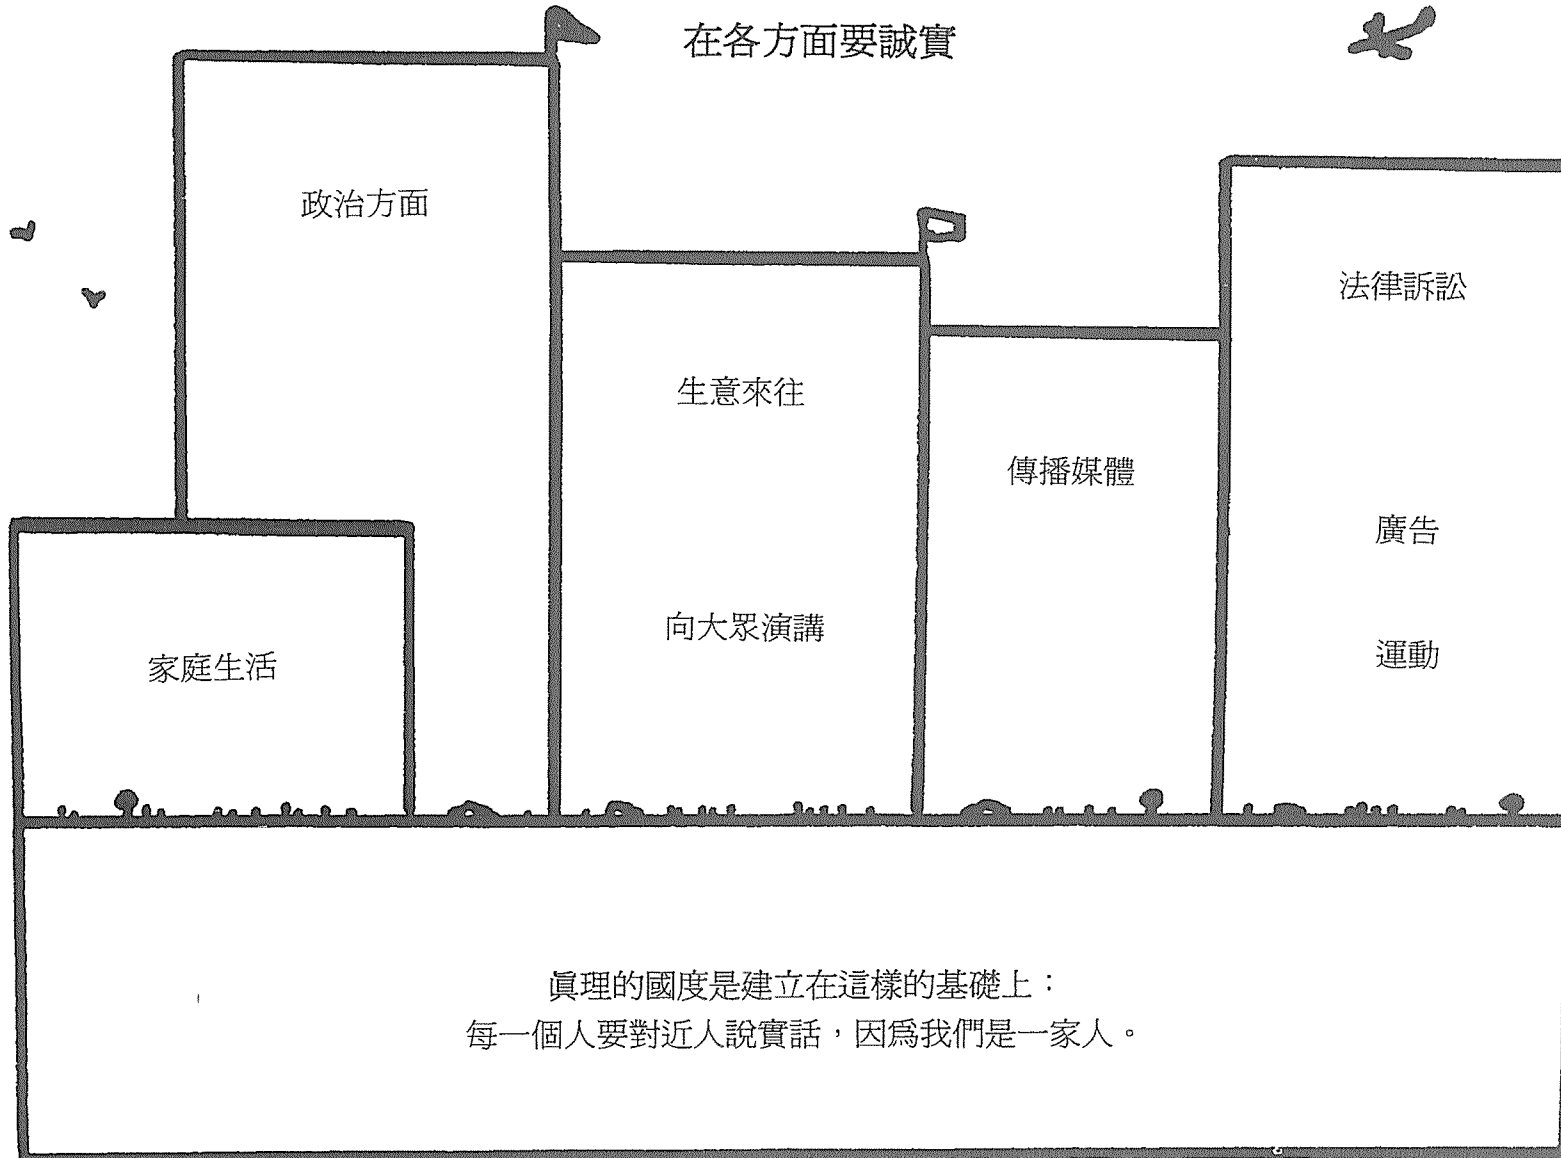 在各方面要誠實
政治方面
家庭生活
生意來往
向大眾演講
傳播媒體
法律訴訟
廣告
運動
眞理的國度是建立在這樣的基礎上：
每一個人要對近人說實話，因爲我們是一家人。